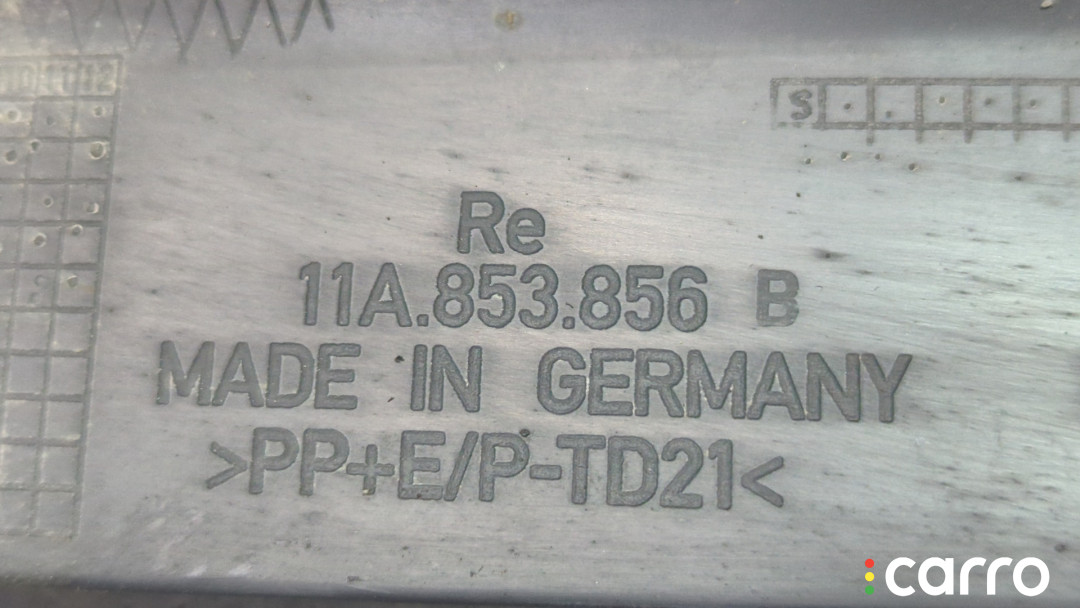 S
Re
11A.853.856 B
MADE IN GERMANY
>PP+E/P-TD21<
carro